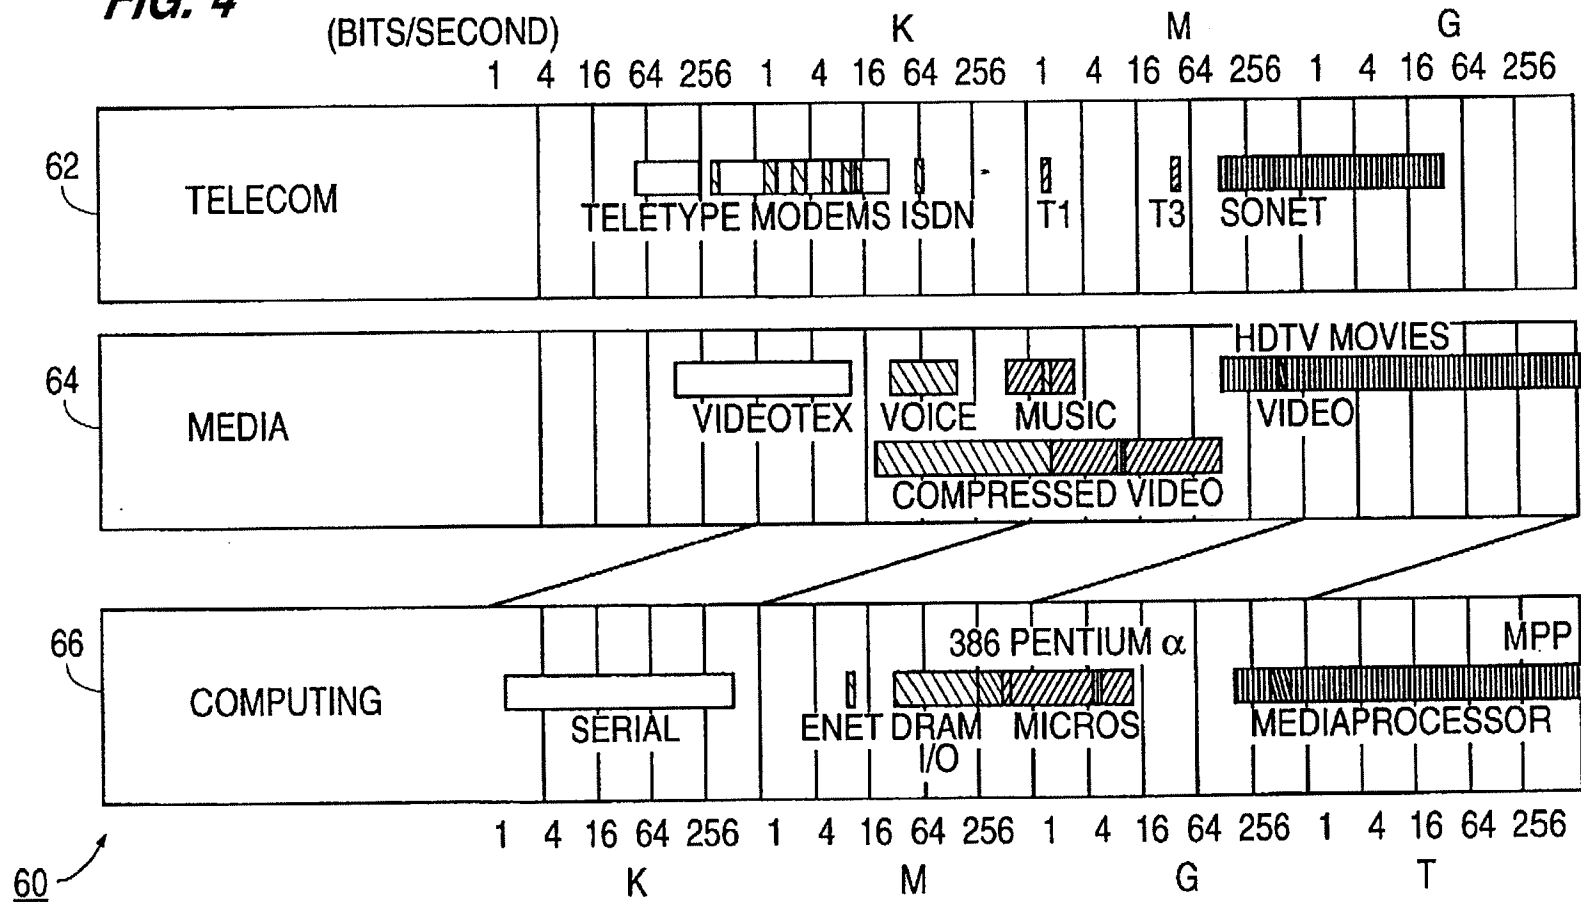 FIG. 4
(BITS/SECOND) K M G
1 4 16 64 256 1 4 16 64 256 1 4 16 64 256 1 4 16 64 256
62
TELECOM
TELETYPE MODEMS ISDN T1 T3 SONET
64
MEDIA
HDTV MOVIES
VIDEOTEX VOICE MUSIC VIDEO
COMPRESSED VIDEO
66
COMPUTING
386 PENTIUM α MPP
SERIAL ENET DRAM MICROS MEDIAPROCESSOR
I/O
1 4 16 64 256 1 4 16 64 256 1 4 16 64 256 1 4 16 64 256
60
K M G T